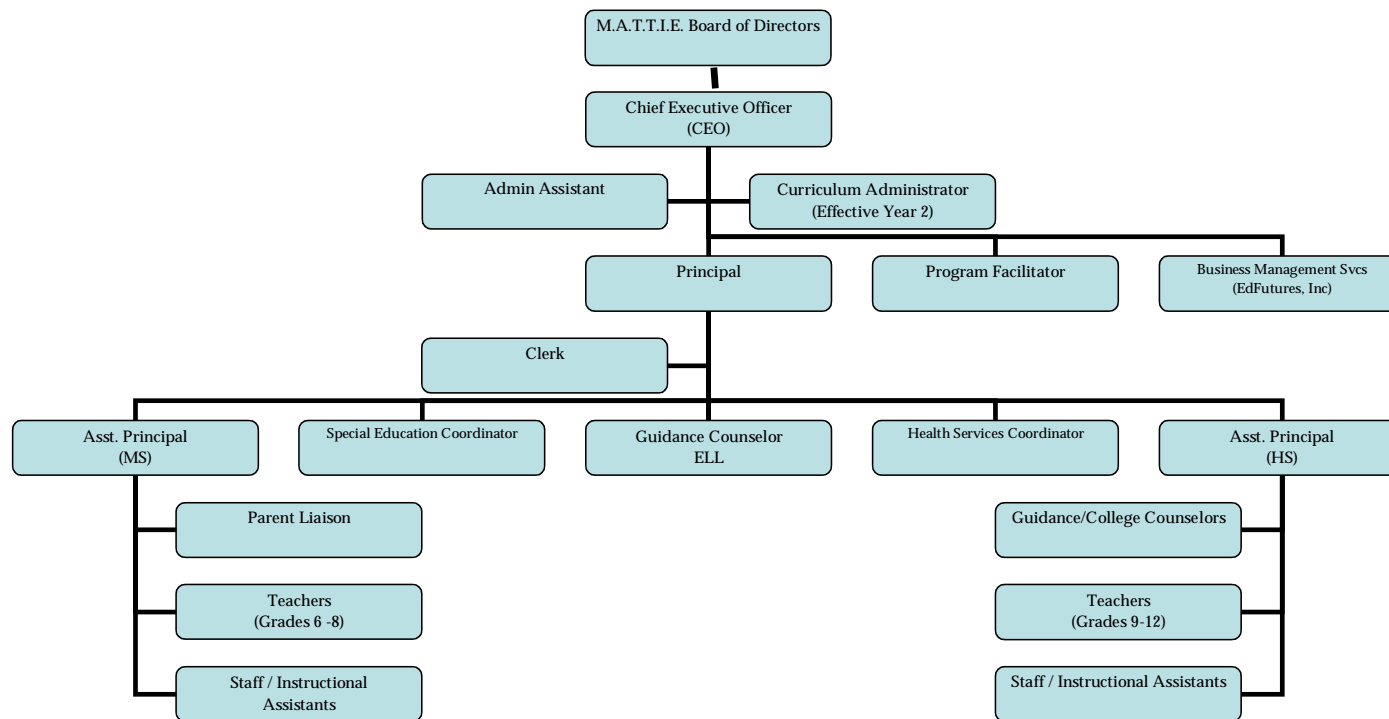 M.A.T.T.I.E. Board of Directors
Chief Executive Officer
(CEO)
Admin Assistant
Curriculum Administrator
(Effective Year 2)
Principal
Program Facilitator
Business Management Svcs
(EdFutures, Inc)
Clerk
Asst. Principal
(MS)
Special Education Coordinator
Guidance Counselor
ELL
Health Services Coordinator
Asst. Principal
(HS)
Parent Liaison
Guidance/College Counselors
Teachers
(Grades 6 -8)
Teachers
(Grades 9-12)
Staff / Instructional
Assistants
Staff / Instructional Assistants